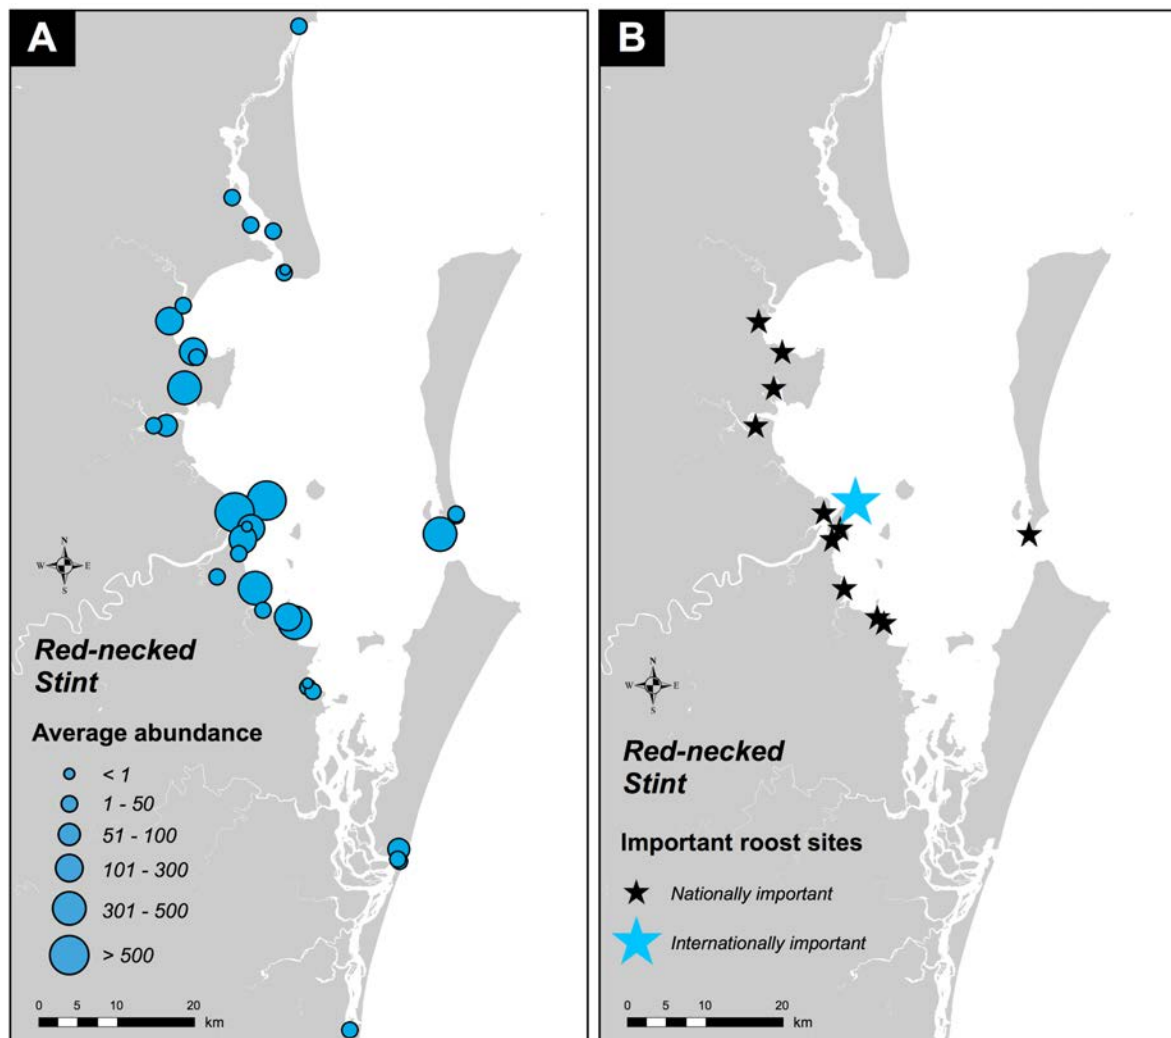 A
N
W E
S
Red-necked
Stint
Average abundance
< 1
1 - 50
51 - 100
101 - 300
301 - 500
> 500
0 5 10 20
km
B
N
W E
S
Red-necked
Stint
Important roost sites
Nationally important
Internationally important
0 5 10 20
km